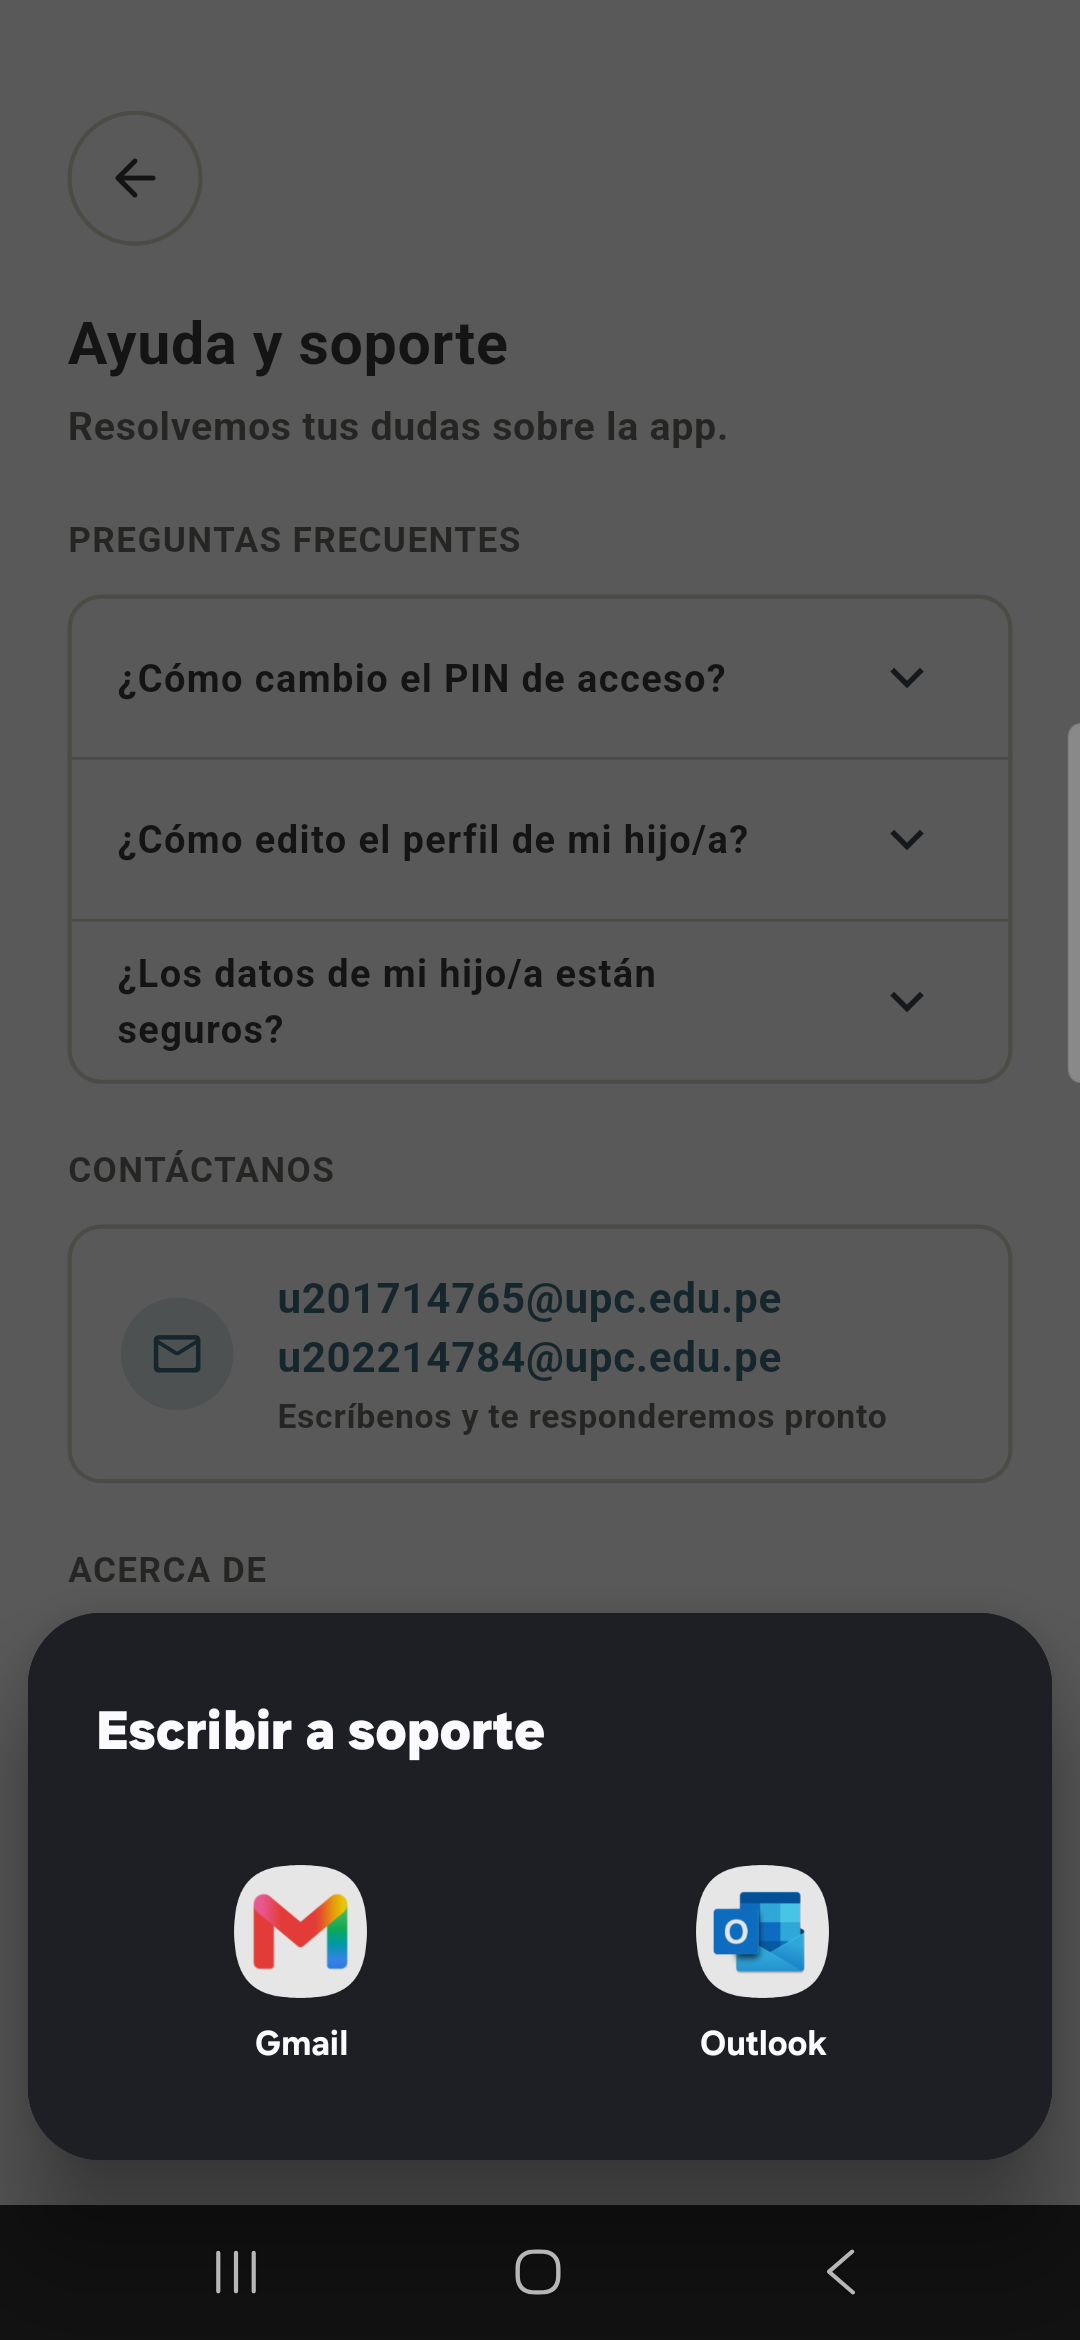 Ayuda y soporte
Resolvemos tus dudas sobre la app.
PREGUNTAS FRECUENTES
¿Cómo cambio el PIN de acceso?
¿Cómo edito el perfil de mi hijo/a?
¿Los datos de mi hijo/a están
seguros?
CONTÁCTANOS
u201714765@upc.edu.pe
u202214784@upc.edu.pe
Escríbenos y te responderemos pronto
ACERCA DE
Escribir a soporte
Gmail
Outlook